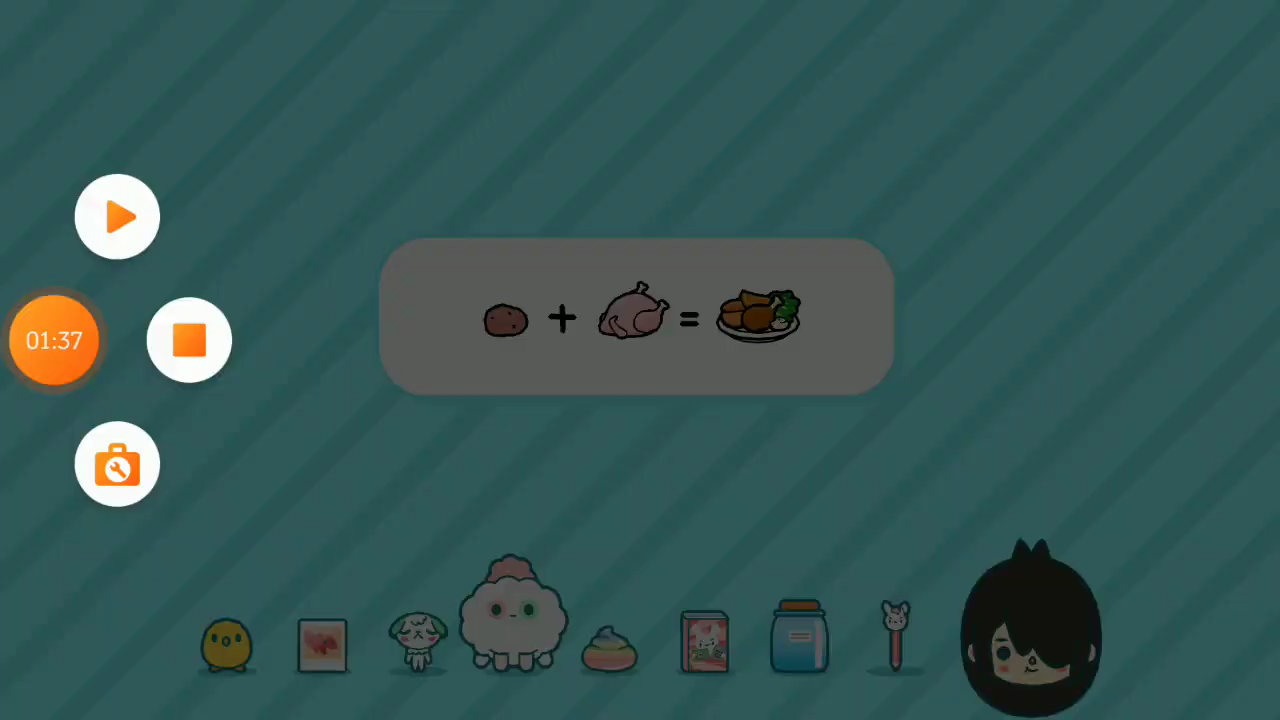 01:37
+ =